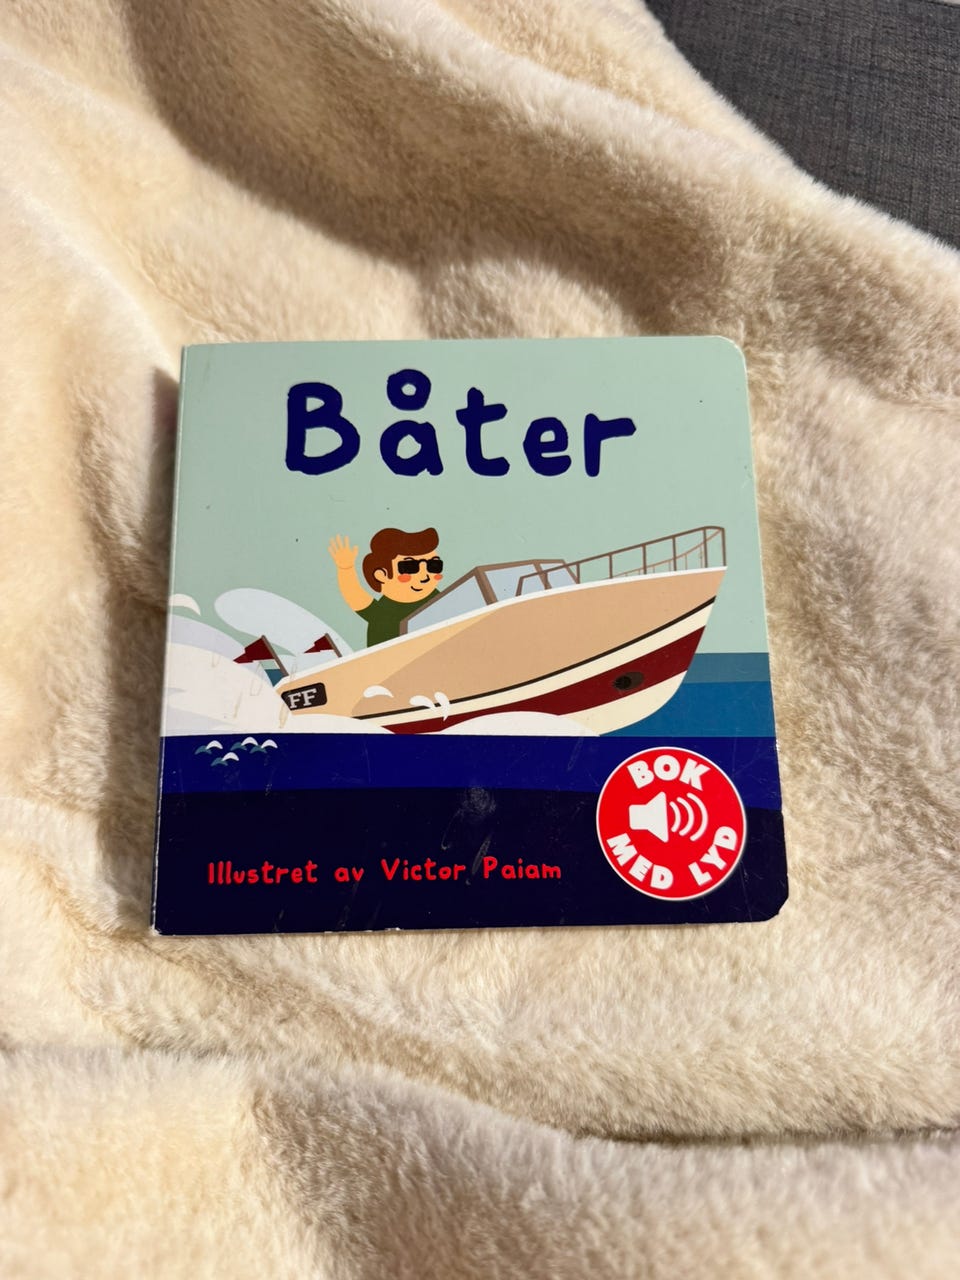 Båter
FF
BOK
MED LYD
Illustret av Victor Paiam